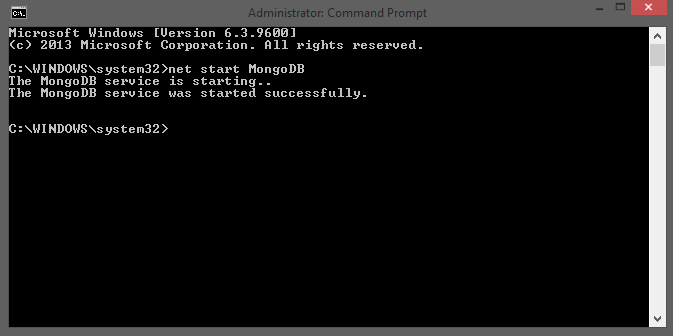 Administrator: Command Prompt
Microsoft Windows [Version 6.3.9600]
(c) 2013 Microsoft Corporation. All rights reserved.
C:\WINDOWS\system32>net start MongoDB
The MongoDB service is starting..
The MongoDB service was started successfully.
C:\WINDOWS\system32>